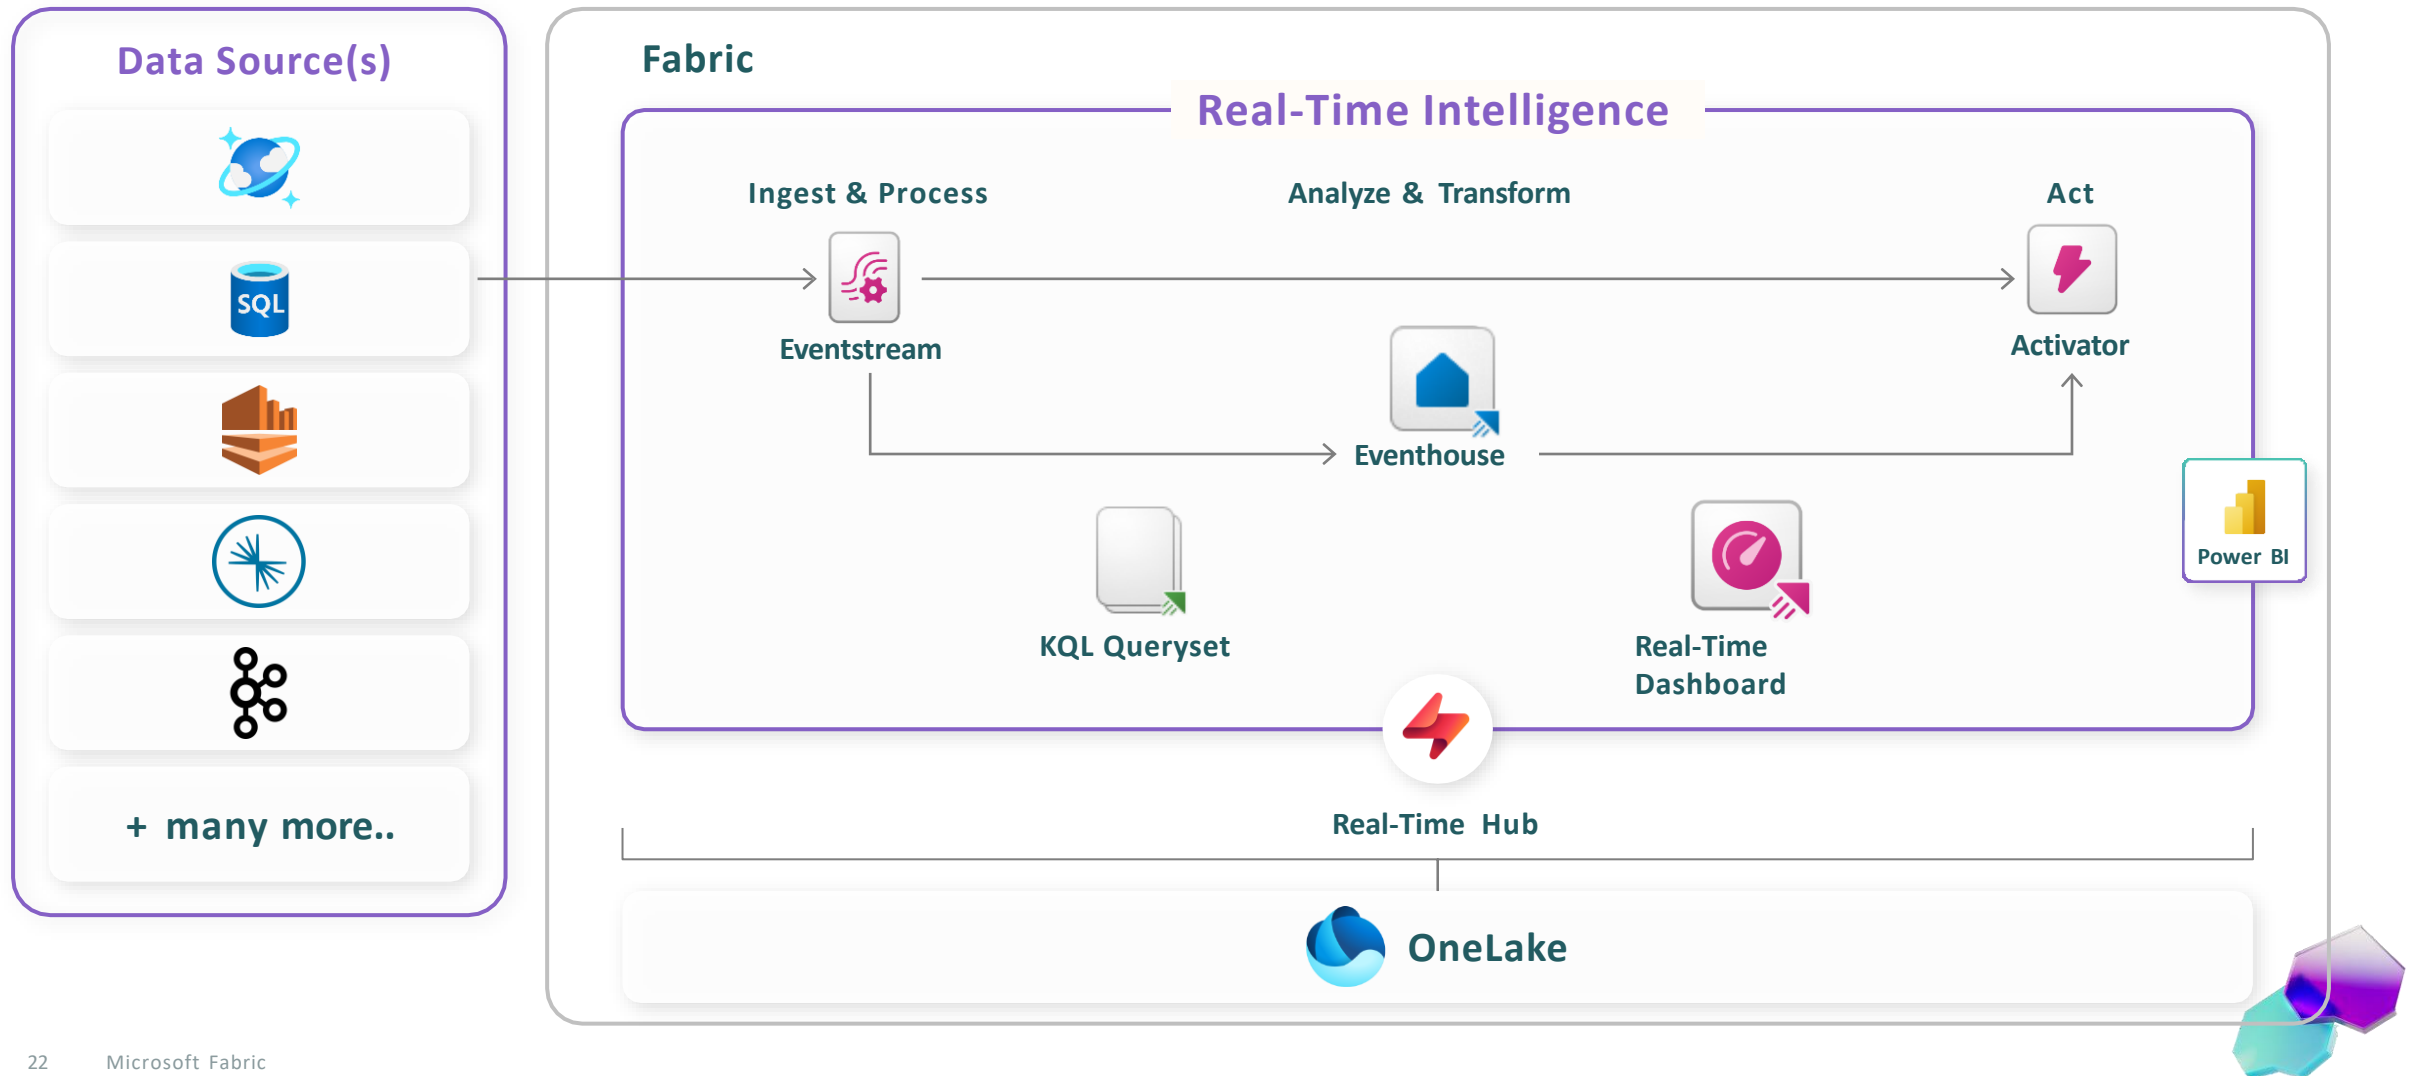 Data Source(s)
SQL
+ many more..
Fabric
Real-Time Intelligence
Ingest & Process
Analyze & Transform
Act
Eventstream
Activator
Eventhouse
Power BI
KQL Queryset
Real-Time
Dashboard
Real-Time Hub
OneLake
22 Microsoft Fabric